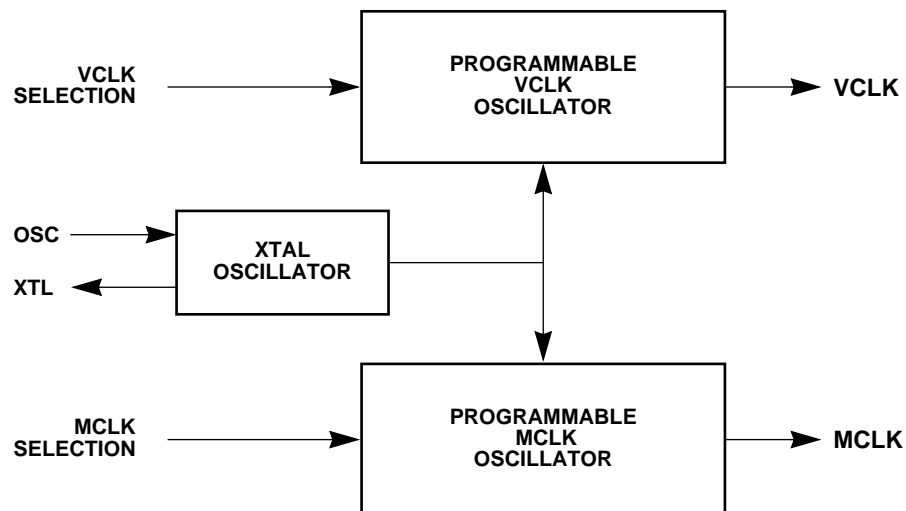 VCLK
SELECTION
PROGRAMMABLE
VCLK
OSCILLATOR
VCLK
OSC
XTL
XTAL
OSCILLATOR
MCLK
SELECTION
PROGRAMMABLE
MCLK
OSCILLATOR
MCLK